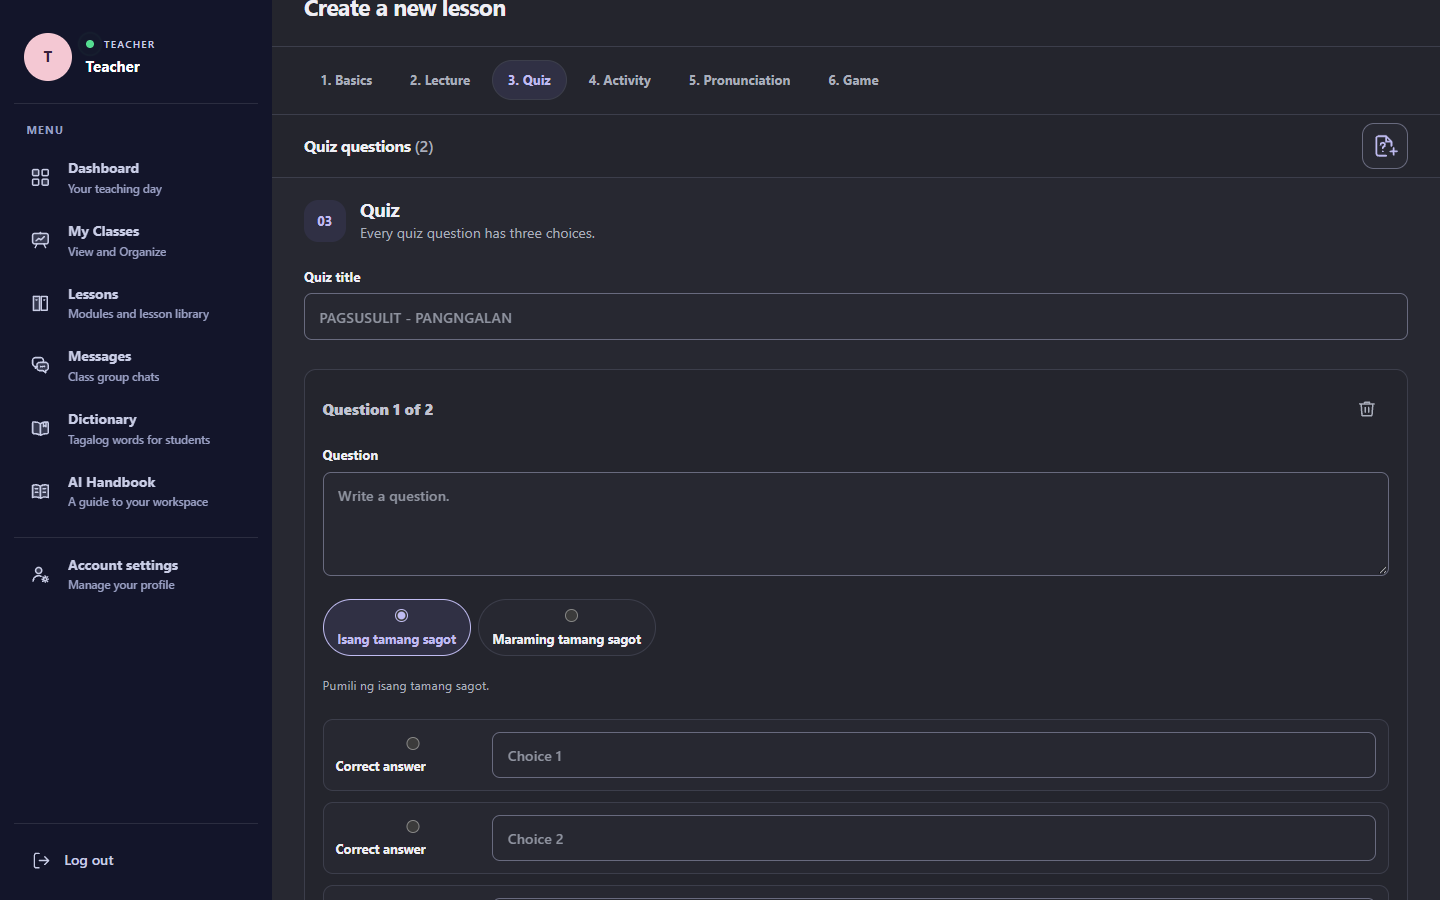 T
TEACHER
Teacher
MENU
Dashboard
Your teaching day
My Classes
View and Organize
Lessons
Modules and lesson library
Messages
Class group chats
Dictionary
Tagalog words for students
AI Handbook
A guide to your workspace
Account settings
Manage your profile
Log out
Create a new lesson
1. Basics
2. Lecture
3. Quiz
4. Activity
5. Pronunciation
6. Game
Quiz questions (2)
03
Quiz
Every quiz question has three choices.
Quiz title
PAGSUSULIT - PANGNGALAN
Question 1 of 2
Question
Write a question.
Isang tamang sagot
Maraming tamang sagot
Pumili ng isang tamang sagot.
Correct answer
Choice 1
Correct answer
Choice 2